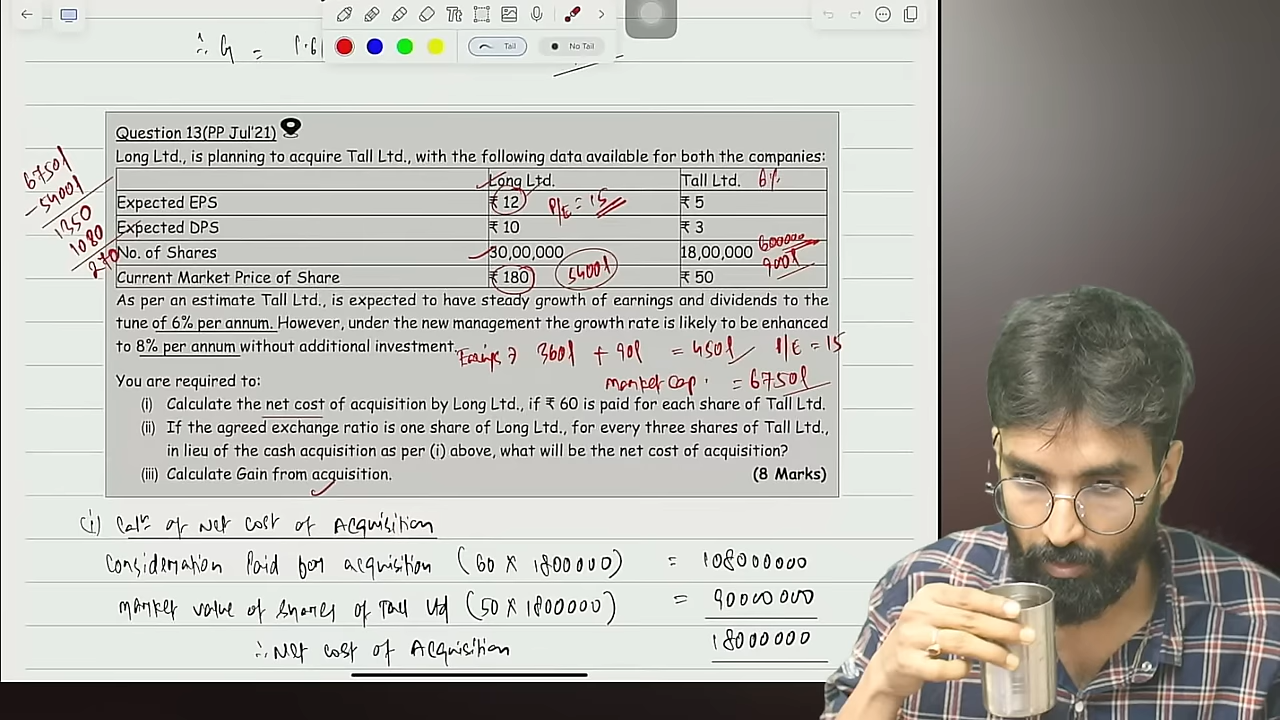 ∴ G =
Tail
No Tail
Question 13(PP Jul'21)
Long Ltd., is planning to acquire Tall Ltd., with the following data available for both the companies:
Long Ltd. Tall Ltd. 6%
Expected EPS ₹ 12 P/E = 15 ₹ 5
Expected DPS ₹ 10 ₹ 3
No. of Shares 30,00,000 18,00,000 600000
Current Market Price of Share ₹ 180 5400l ₹ 50 900l
6750l
- 5400l
1350
1080
270
As per an estimate Tall Ltd., is expected to have steady growth of earnings and dividends to the
tune of 6% per annum. However, under the new management the growth rate is likely to be enhanced
to 8% per annum without additional investment.
360l + 90l = 450l P/E = 15
You are required to: market cap. = 6750l
(i) Calculate the net cost of acquisition by Long Ltd., if ₹ 60 is paid for each share of Tall Ltd.
(ii) If the agreed exchange ratio is one share of Long Ltd., for every three shares of Tall Ltd.,
in lieu of the cash acquisition as per (i) above, what will be the net cost of acquisition?
(iii) Calculate Gain from acquisition. (8 Marks)
(i) Calⁿ of Net cost of Acquisition
Consideration Paid for acquisition (60 X 1800000) = 108000000
market value of shares of Tall Ltd (50 X 1800000) = 90000000
∴ Net cost of Acquisition 18000000